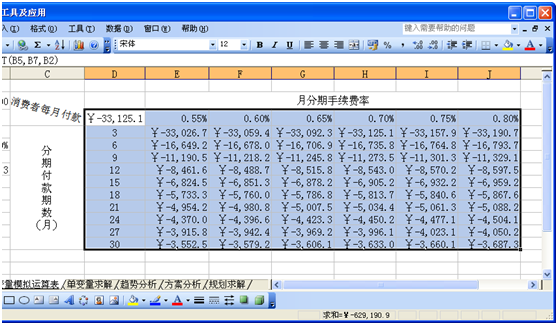 工具及应用
入(I) 格式(O) 工具(T) 数据(D) 窗口(W) 帮助(H) 键入需要帮助的问题
宋体 12 B I U
T(B5,B7,B2)
C D E F G H I J
消费者每月付款 月分期手续费率
¥-33,125.1 0.55% 0.60% 0.65% 0.70% 0.75% 0.80%
分期付款期数(月)
3 ¥-33,026.7 ¥-33,059.4 ¥-33,092.3 ¥-33,125.1 ¥-33,157.9 ¥-33,190.7
6 ¥-16,649.2 ¥-16,678.0 ¥-16,706.9 ¥-16,735.8 ¥-16,764.8 ¥-16,793.7
9 ¥-11,190.5 ¥-11,218.2 ¥-11,245.8 ¥-11,273.5 ¥-11,301.3 ¥-11,329.1
12 ¥-8,461.6 ¥-8,488.7 ¥-8,515.8 ¥-8,543.0 ¥-8,570.2 ¥-8,597.5
15 ¥-6,824.5 ¥-6,851.3 ¥-6,878.2 ¥-6,905.2 ¥-6,932.2 ¥-6,959.2
18 ¥-5,733.3 ¥-5,760.0 ¥-5,786.8 ¥-5,813.7 ¥-5,840.6 ¥-5,867.6
21 ¥-4,954.2 ¥-4,980.8 ¥-5,007.5 ¥-5,034.4 ¥-5,061.3 ¥-5,088.2
24 ¥-4,370.0 ¥-4,396.6 ¥-4,423.3 ¥-4,450.2 ¥-4,477.1 ¥-4,504.1
27 ¥-3,915.8 ¥-3,942.4 ¥-3,969.2 ¥-3,996.1 ¥-4,023.1 ¥-4,050.2
30 ¥-3,552.5 ¥-3,579.2 ¥-3,606.1 ¥-3,633.0 ¥-3,660.1 ¥-3,687.3
变量模拟运算表 / 单变量求解 / 趋势分析 / 方案分析 / 规划求解 /
求和=¥-629,190.9